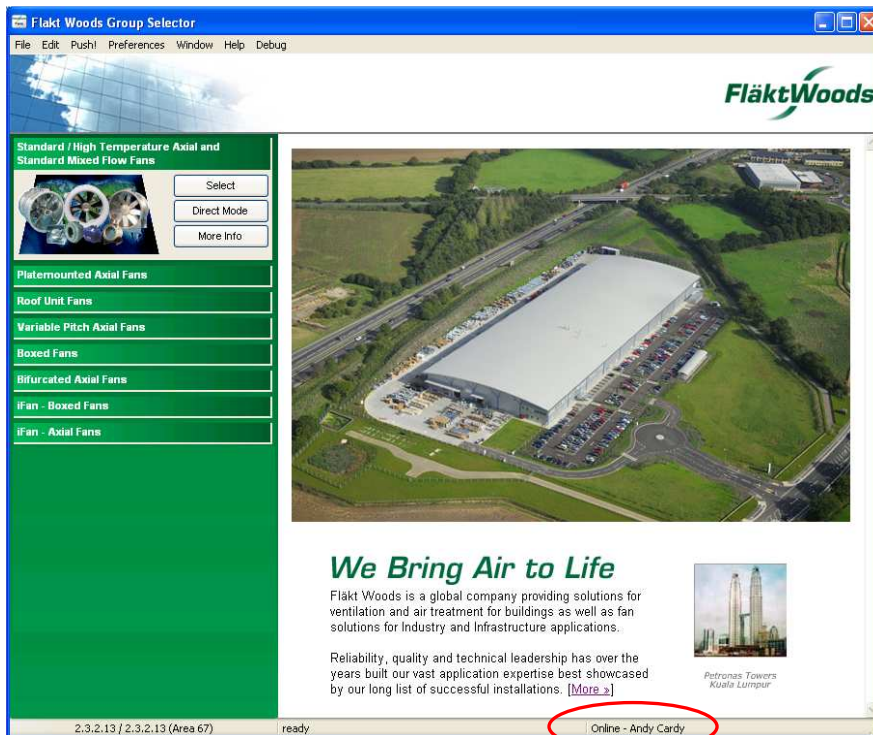 Flakt Woods Group Selector
File Edit Push! Preferences Window Help Debug
FläktWoods
Standard / High Temperature Axial and
Standard Mixed Flow Fans
Select
Direct Mode
More Info
Platemounted Axial Fans
Roof Unit Fans
Variable Pitch Axial Fans
Boxed Fans
Bifurcated Axial Fans
iFan - Boxed Fans
iFan - Axial Fans
We Bring Air to Life
Fläkt Woods is a global company providing solutions for
ventilation and air treatment for buildings as well as fan
solutions for Industry and Infrastructure applications.
Reliability, quality and technical leadership has over the
years built our vast application expertise best showcased
by our long list of successful installations. [More »]
Petronas Towers
Kuala Lumpur
2.3.2.13 / 2.3.2.13 (Area 67) ready Online - Andy Cardy